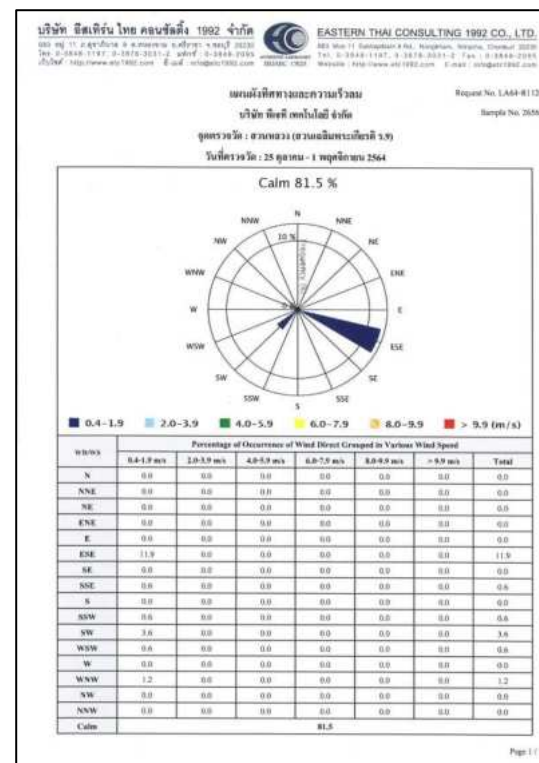 บริษัท อีสเทิร์น ไทย คอนซัลติ้ง 1992 จำกัด
EASTERN THAI CONSULTING 1992 CO., LTD.
แผนผังทิศทางและความเร็วลม
Request No. LA64-R112
บริษัท พีจทที เทคโนโลยี จำกัด
Sample No. 2656
จุดตรวจวัด : สวนหลวง (สวนเฉลิมพระเกียรติ ร.9)
วันที่ตรวจวัด : 25 ตุลาคม - 1 พฤศจิกายน 2564
Calm 81.5 %
N
NNW NNE
10 %
NW NE
Frequency
WNW ENE
W E
WSW ESE
SW SE
SSW SSE
S
0.4-1.9 2.0-3.9 4.0-5.9 6.0-7.9 8.0-9.9 > 9.9 (m/s)
WD/WS Percentage of Occurrence of Wind Direct Grouped in Various Wind Speed
0.4-1.9 m/s 2.0-3.9 m/s 4.0-5.9 m/s 6.0-7.9 m/s 8.0-9.9 m/s > 9.9 m/s Total
N 0.0 0.0 0.0 0.0 0.0 0.0 0.0
NNE 0.0 0.0 0.0 0.0 0.0 0.0 0.0
NE 0.0 0.0 0.0 0.0 0.0 0.0 0.0
ENE 0.0 0.0 0.0 0.0 0.0 0.0 0.0
E 0.0 0.0 0.0 0.0 0.0 0.0 0.0
ESE 11.9 0.0 0.0 0.0 0.0 0.0 11.9
SE 0.0 0.0 0.0 0.0 0.0 0.0 0.0
SSE 0.6 0.0 0.0 0.0 0.0 0.0 0.6
S 0.0 0.0 0.0 0.0 0.0 0.0 0.0
SSW 0.6 0.0 0.0 0.0 0.0 0.0 0.6
SW 3.6 0.0 0.0 0.0 0.0 0.0 3.6
WSW 0.6 0.0 0.0 0.0 0.0 0.0 0.6
W 0.0 0.0 0.0 0.0 0.0 0.0 0.0
WNW 1.2 0.0 0.0 0.0 0.0 0.0 1.2
NW 0.0 0.0 0.0 0.0 0.0 0.0 0.0
NNW 0.0 0.0 0.0 0.0 0.0 0.0 0.0
Calm 81.5
Page 1/1